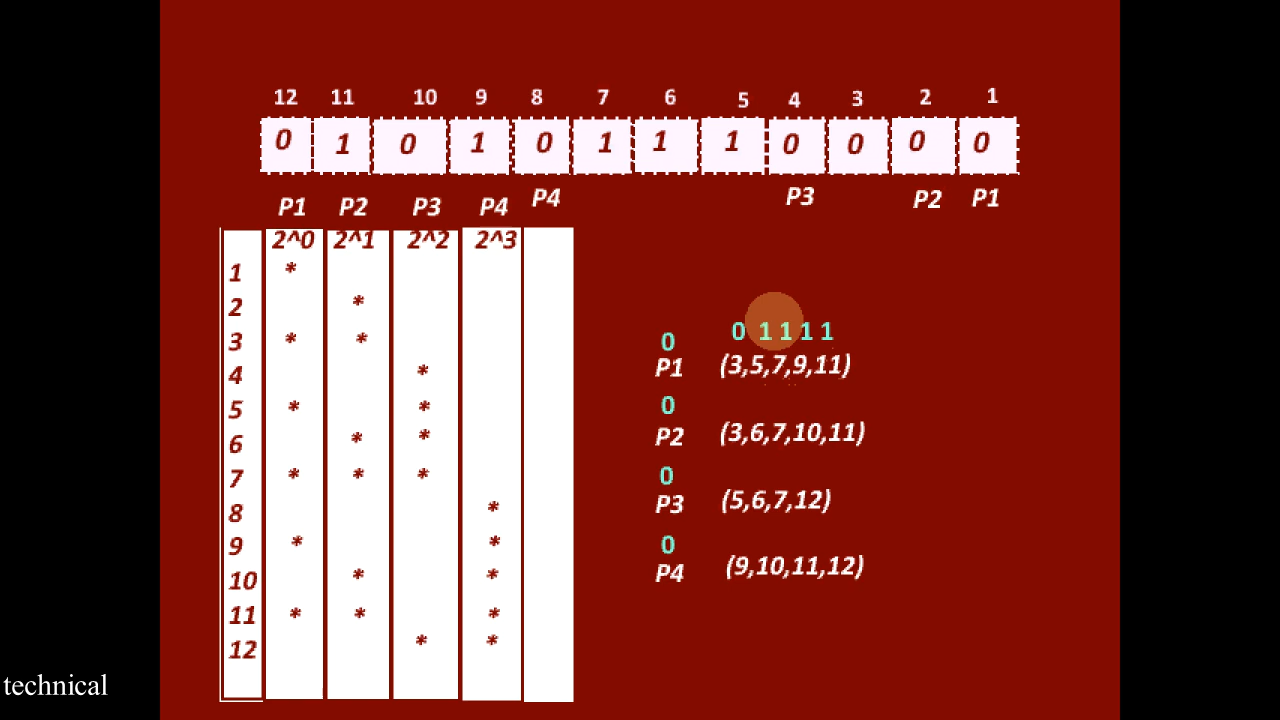 12 11 10 9 8 7 6 5 4 3 2 1
0 1 0 1 0 1 1 1 0 0 0 0
P1 P2 P3 P4 P4 P3 P2 P1
2^0 2^1 2^2 2^3
1 *
2 *
3 * *
4 *
5 * *
6 * *
7 * * *
8 *
9 * *
10 * *
11 * * *
12 * *
0 0 1 1 1 1
P1 (3,5,7,9,11)
0
P2 (3,6,7,10,11)
0
P3 (5,6,7,12)
0
P4 (9,10,11,12)
technical